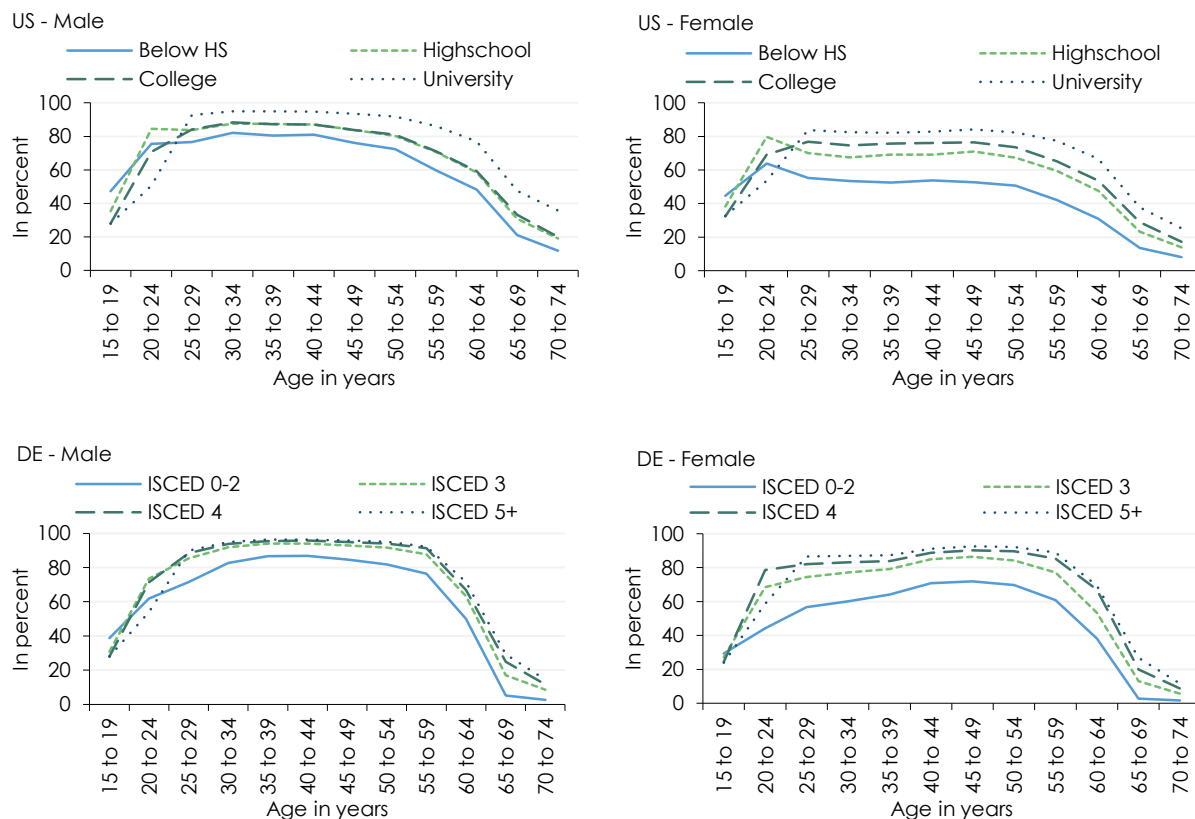 US - Male
Below HS
Highschool
College
University
In percent
100
80
60
40
20
0
15 to 19
20 to 24
25 to 29
30 to 34
35 to 39
40 to 44
45 to 49
50 to 54
55 to 59
60 to 64
65 to 69
70 to 74
Age in years
US - Female
Below HS
Highschool
College
University
In percent
100
80
60
40
20
0
15 to 19
20 to 24
25 to 29
30 to 34
35 to 39
40 to 44
45 to 49
50 to 54
55 to 59
60 to 64
65 to 69
70 to 74
Age in years
DE - Male
ISCED 0-2
ISCED 3
ISCED 4
ISCED 5+
In percent
100
80
60
40
20
0
15 to 19
20 to 24
25 to 29
30 to 34
35 to 39
40 to 44
45 to 49
50 to 54
55 to 59
60 to 64
65 to 69
70 to 74
Age in years
DE - Female
ISCED 0-2
ISCED 3
ISCED 4
ISCED 5+
In percent
100
80
60
40
20
0
15 to 19
20 to 24
25 to 29
30 to 34
35 to 39
40 to 44
45 to 49
50 to 54
55 to 59
60 to 64
65 to 69
70 to 74
Age in years